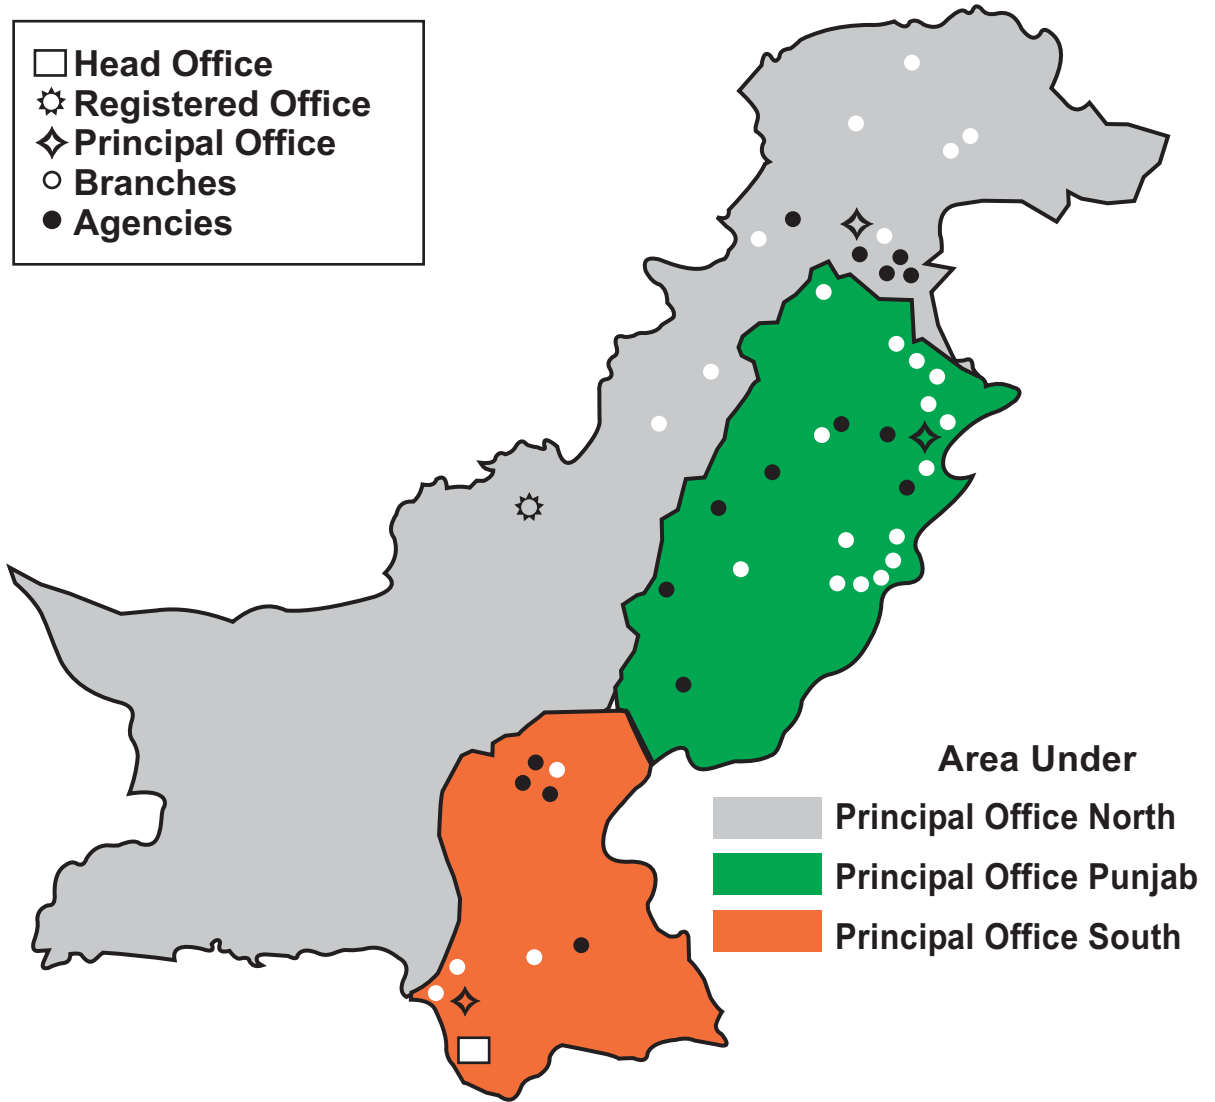 Head Office
Registered Office
Principal Office
Branches
Agencies
Area Under
Principal Office North
Principal Office Punjab
Principal Office South